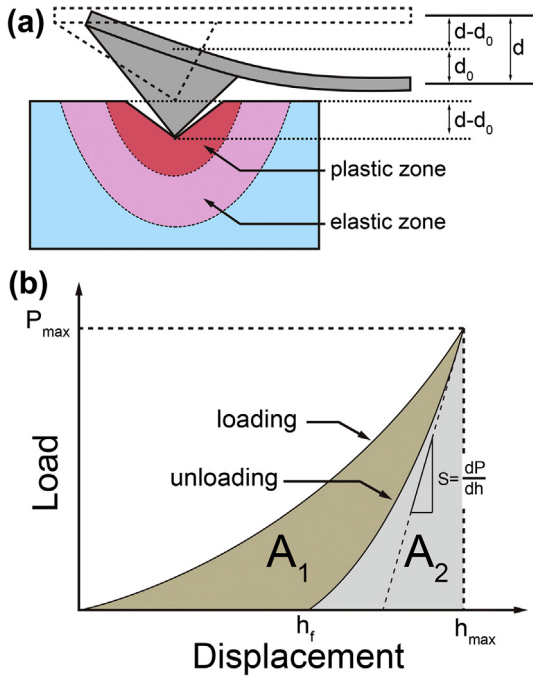 (a)
d-d0
d0
d
d-d0
plastic zone
elastic zone
(b)
Pmax
loading
unloading
S= dP
dh
A1
A2
Load
hf
hmax
Displacement